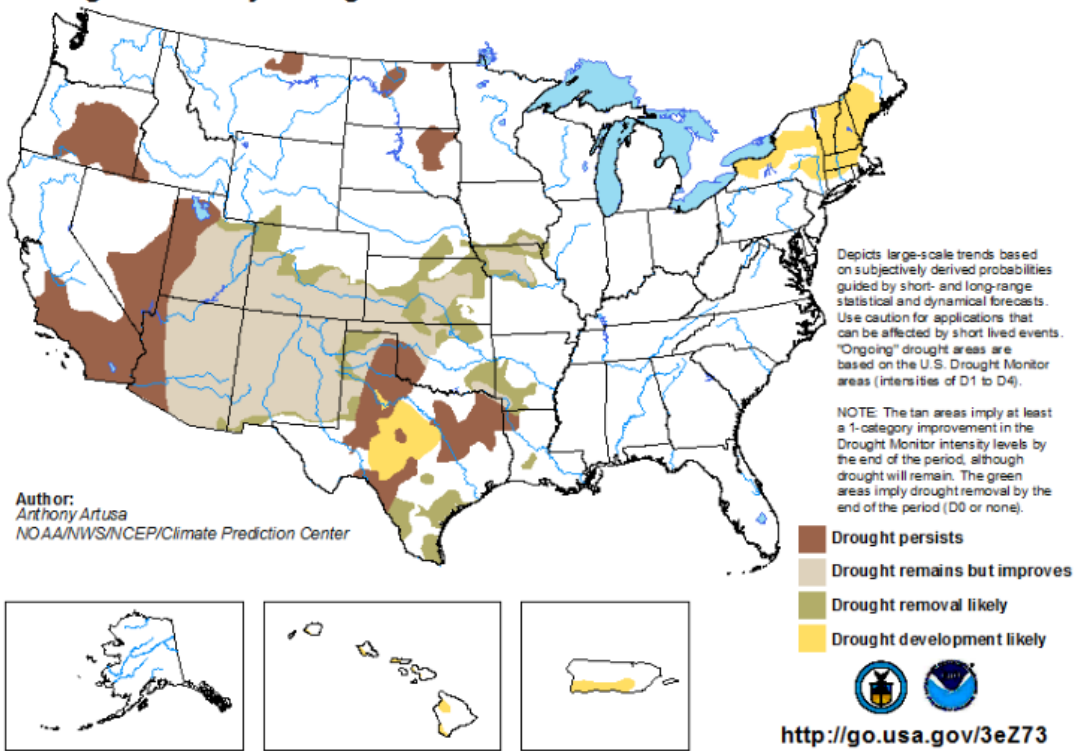 Depicts large-scale trends based
on subjectively derived probabilities
guided by short- and long-range
statistical and dynamical forecasts.
Use caution for applications that
can be affected by short lived events.
"Ongoing" drought areas are
based on the U.S. Drought Monitor
areas (intensities of D1 to D4).
NOTE: The tan areas imply at least
a 1-category improvement in the
Drought Monitor intensity levels by
the end of the period, although
drought will remain. The green
areas imply drought removal by the
end of the period (D0 or none).
Author:
Anthony Artusa
NOAA/NWS/NCEP/Climate Prediction Center
Drought persists
Drought remains but improves
Drought removal likely
Drought development likely
http://go.usa.gov/3eZ73